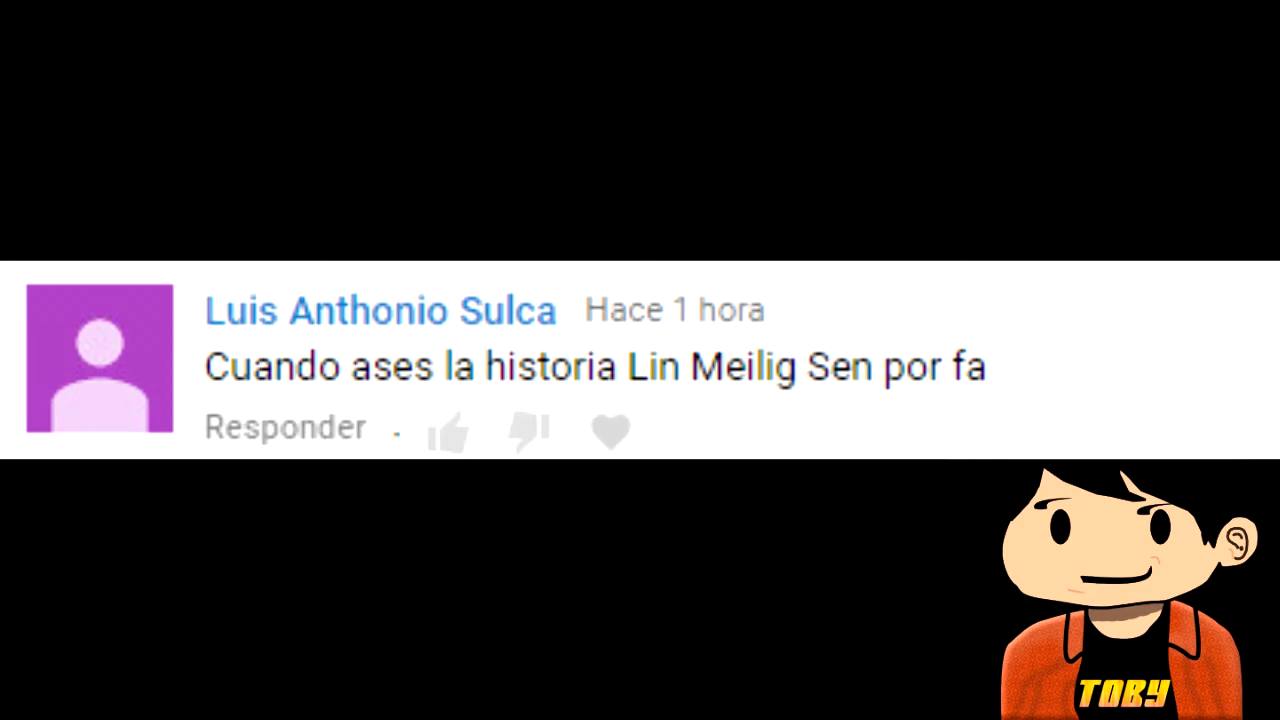 Luis Anthonio Sulca Hace 1 hora
Cuando ases la historia Lin Meilig Sen por fa
Responder .
TOBY